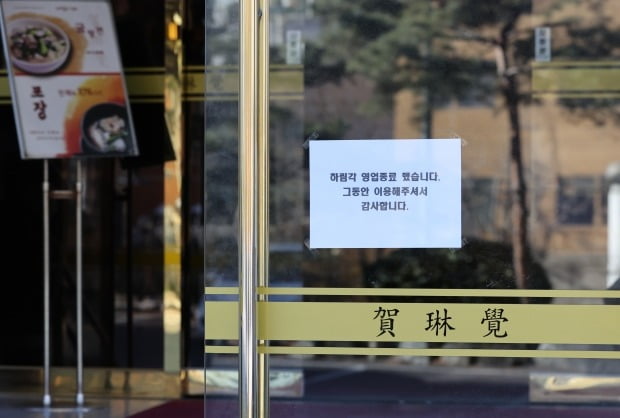 포장
하림각 영업종료 했습니다.
그동안 이용해주셔서
감사합니다.
賀琳覺